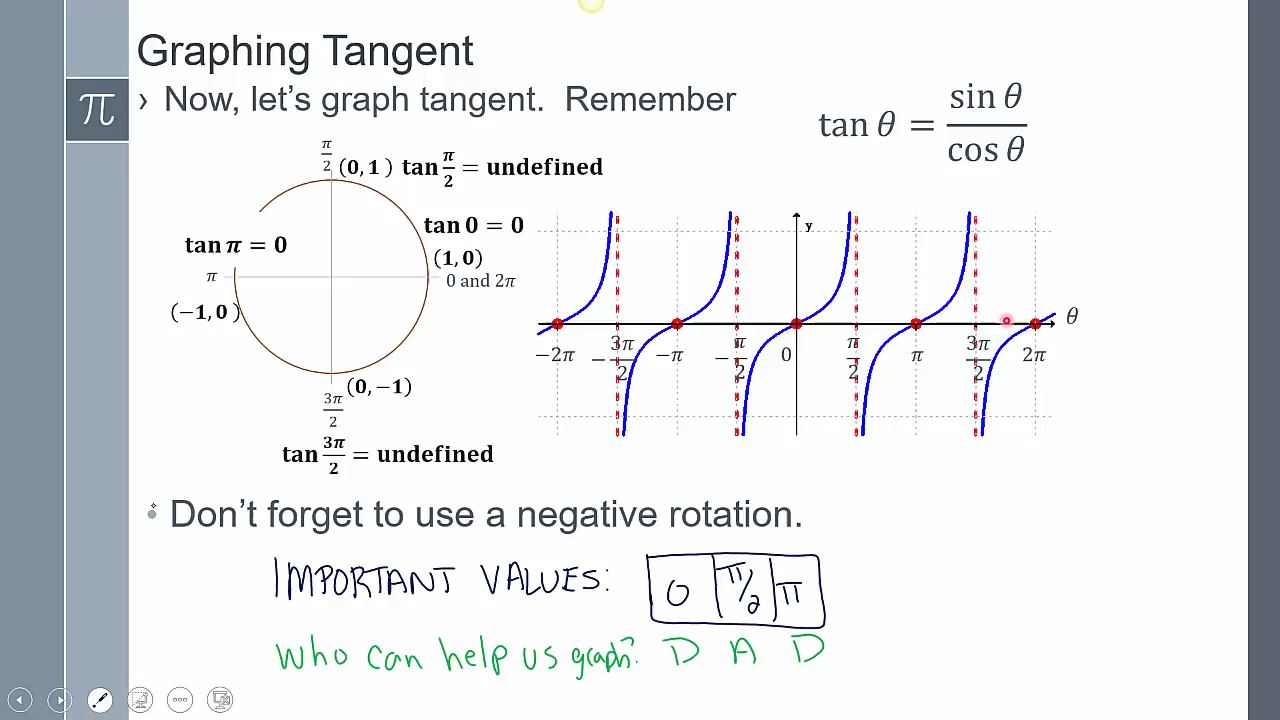 Graphing Tangent
π
› Now, let's graph tangent. Remember
tan θ = sin θ / cos θ
π/2 (0, 1) tan π/2 = undefined
tan 0 = 0
tan π = 0
(1, 0)
π
0 and 2π
(−1, 0)
(0, −1)
3π/2
tan 3π/2 = undefined
y
θ
−2π −3π/2 −π −π/2 0 π/2 π 3π/2 2π
• Don't forget to use a negative rotation.
IMPORTANT VALUES: 0 π/2 π
Who can help us graph? D A D